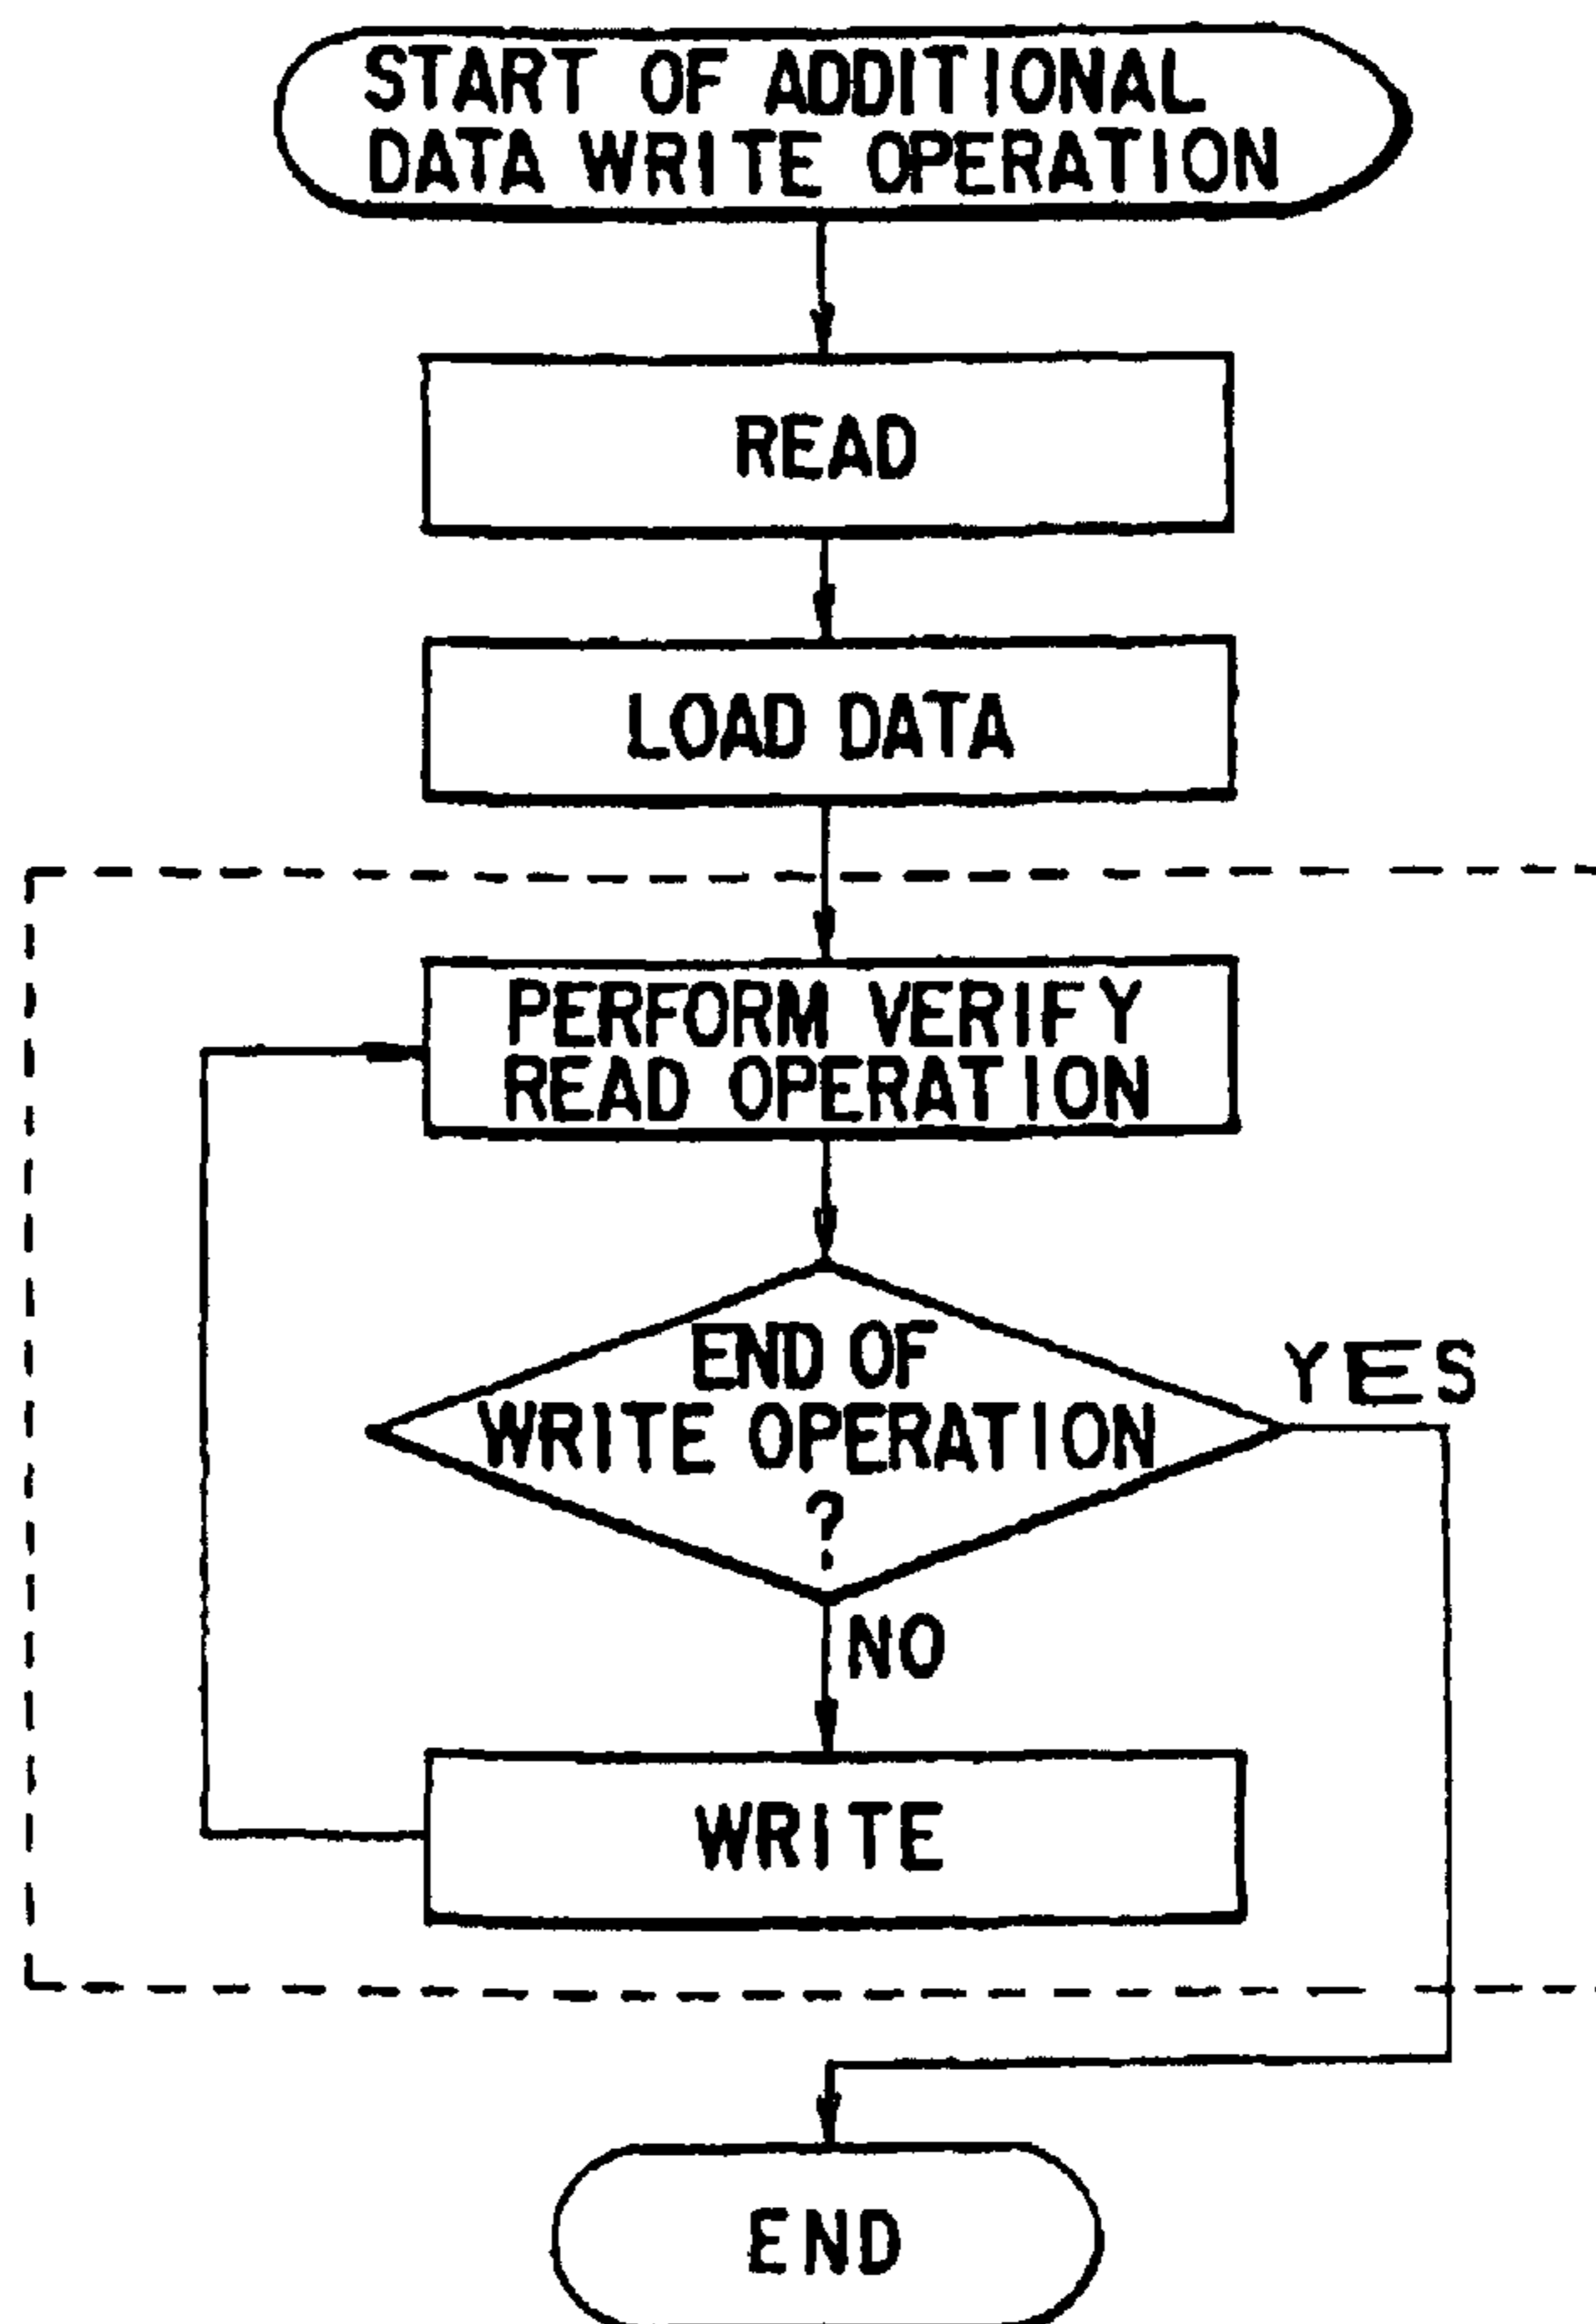 START OF ADDITIONAL
DATA WRITE OPERATION
READ
LOAD DATA
PERFORM VERIFY
READ OPERATION
END OF
WRITE OPERATION
?
YES
NO
WRITE
END